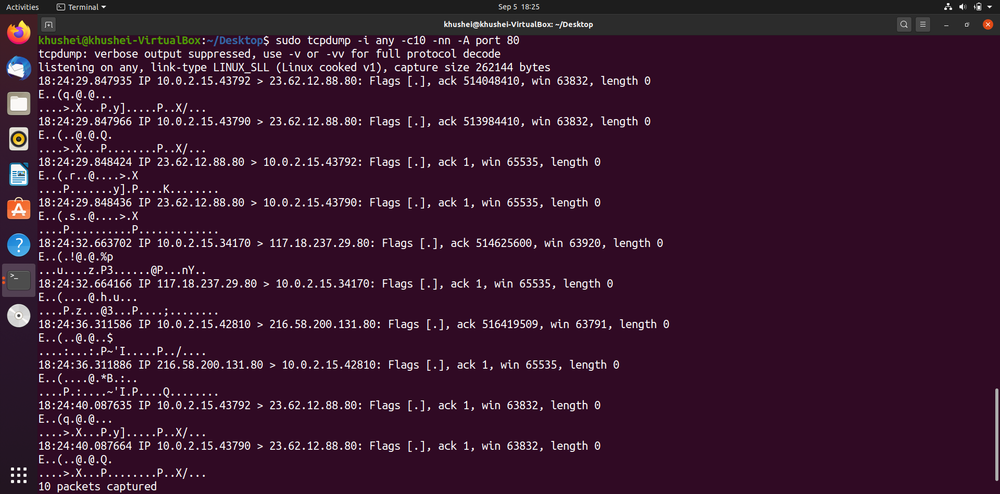 Activities Terminal Sep 5 18:25
khushei@khushei-VirtualBox: ~/Desktop
khushei@khushei-VirtualBox:~/Desktop$ sudo tcpdump -i any -c10 -nn -A port 80
tcpdump: verbose output suppressed, use -v or -vv for full protocol decode
listening on any, link-type LINUX_SLL (Linux cooked v1), capture size 262144 bytes
18:24:29.847935 IP 10.0.2.15.43792 > 23.62.12.88.80: Flags [.], ack 514048410, win 63832, length 0
E..(q.@.@...
....>.X...P.y].....P..X/...
18:24:29.847966 IP 10.0.2.15.43790 > 23.62.12.88.80: Flags [.], ack 513984410, win 63832, length 0
E..(..@.@.Q.
....>.X...P........P..X/...
18:24:29.848424 IP 23.62.12.88.80 > 10.0.2.15.43792: Flags [.], ack 1, win 65535, length 0
E..(.r..@....>.X
....P.......y].P....K........
18:24:29.848436 IP 23.62.12.88.80 > 10.0.2.15.43790: Flags [.], ack 1, win 65535, length 0
E..(.s..@....>.X
....P..........P.............
18:24:32.663702 IP 10.0.2.15.34170 > 117.18.237.29.80: Flags [.], ack 514625600, win 63920, length 0
E..(.!@.@.%p
...u....z.P3......@P...nY..
18:24:32.664166 IP 117.18.237.29.80 > 10.0.2.15.34170: Flags [.], ack 1, win 65535, length 0
E..(....@.h.u...
....P.z...@3...P....;........
18:24:36.311586 IP 10.0.2.15.42810 > 216.58.200.131.80: Flags [.], ack 516419509, win 63791, length 0
E..(..@.@..$
....:...:.P~'I.....P../....
18:24:36.311886 IP 216.58.200.131.80 > 10.0.2.15.42810: Flags [.], ack 1, win 65535, length 0
E..(....@.*B.:..
....P.:....~'I.P....Q........
18:24:40.087635 IP 10.0.2.15.43792 > 23.62.12.88.80: Flags [.], ack 1, win 63832, length 0
E..(q.@.@...
....>.X...P.y].....P..X/...
18:24:40.087664 IP 10.0.2.15.43790 > 23.62.12.88.80: Flags [.], ack 1, win 63832, length 0
E..(..@.@.Q.
....>.X...P........P..X/...
10 packets captured